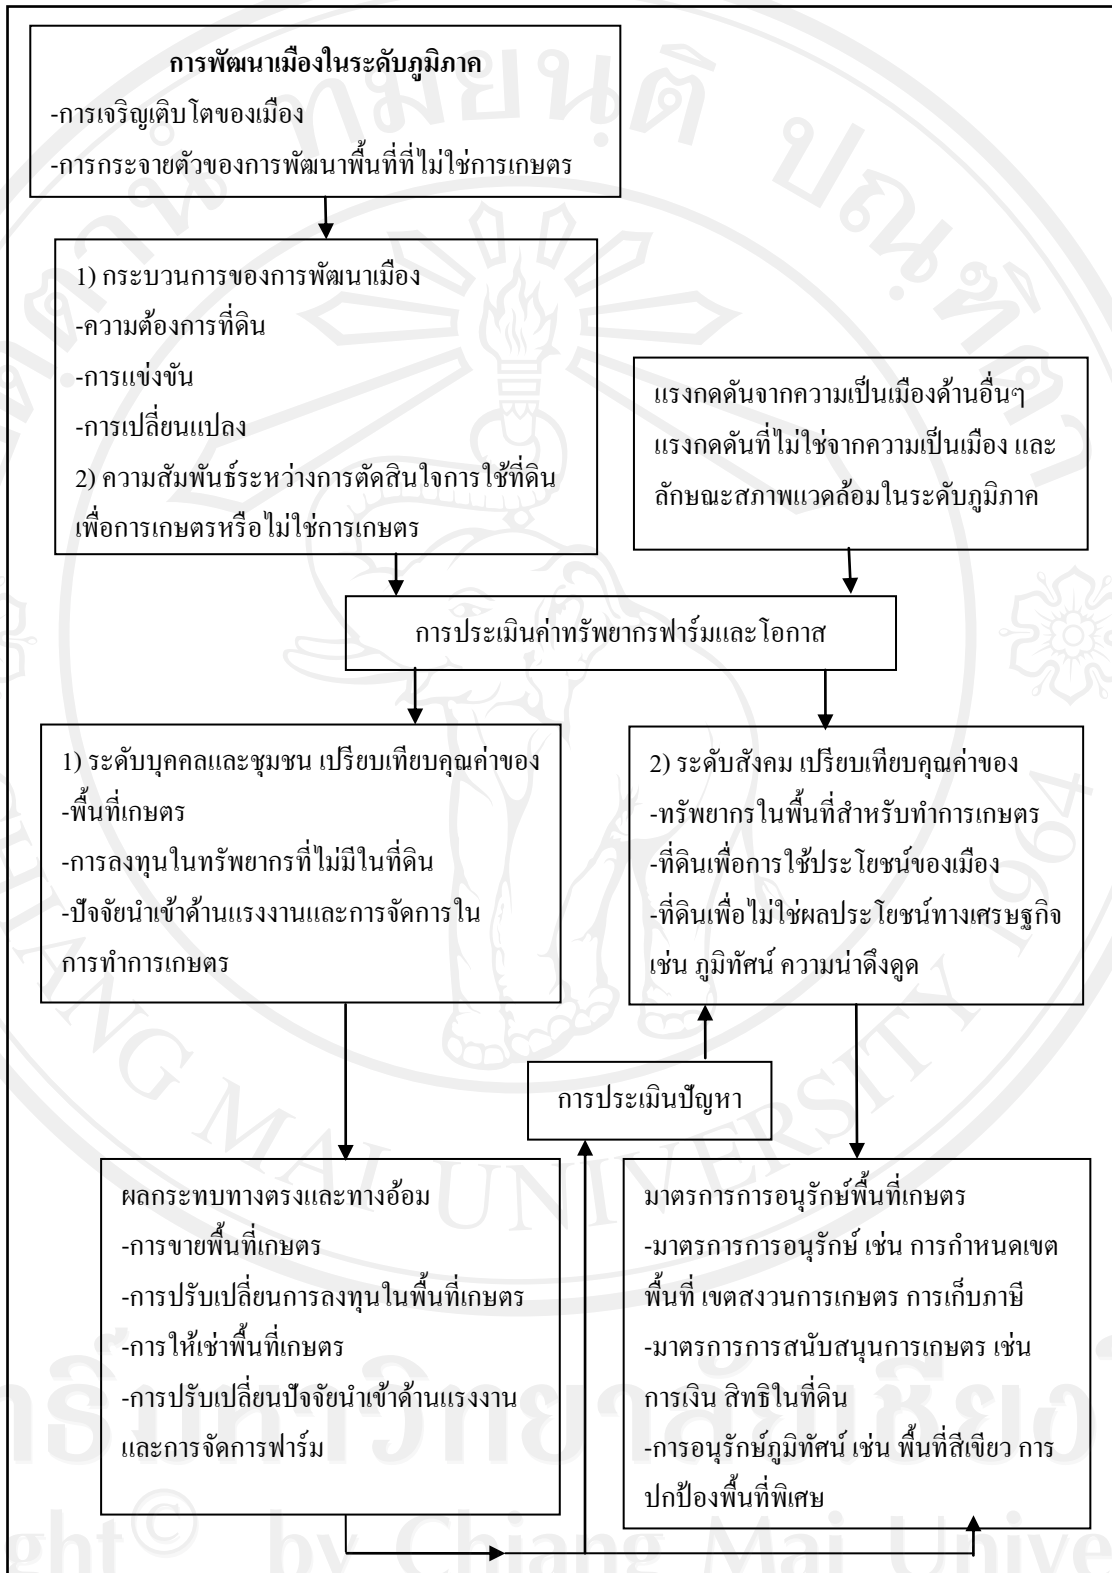 การพัฒนาเมืองในระดับภูมิภาค
-การเจริญเติบโตของเมือง
-การกระจายตัวของการพัฒนาพื้นที่ที่ไม่ใช่การเกษตร
1) กระบวนการของการพัฒนาเมือง
-ความต้องการที่ดิน
-การแข่งขัน
-การเปลี่ยนแปลง
2) ความสัมพันธ์ระหว่างการตัดสินใจการใช้ที่ดิน
เพื่อการเกษตรหรือไม่ใช่การเกษตร
แรงกดดันจากความเป็นเมืองด้านอื่นๆ
แรงกดดันที่ไม่ใช่จากความเป็นเมือง และ
ลักษณะสภาพแวดล้อมในระดับภูมิภาค
การประเมินค่าทรัพยากรฟาร์มและโอกาส
1) ระดับบุคคลและชุมชน เปรียบเทียบคุณค่าของ
-พื้นที่เกษตร
-การลงทุนในทรัพยากรที่ไม่มีในที่ดิน
-ปัจจัยนำเข้าด้านแรงงานและการจัดการใน
การทำการเกษตร
2) ระดับสังคม เปรียบเทียบคุณค่าของ
-ทรัพยากรในพื้นที่สำหรับทำการเกษตร
-ที่ดินเพื่อการใช้ประโยชน์ของเมือง
-ที่ดินเพื่อไม่ใช่ผลประโยชน์ทางเศรษฐกิจ
เช่น ภูมิทัศน์ ความน่าดึงดูด
การประเมินปัญหา
ผลกระทบทางตรงและทางอ้อม
-การขายพื้นที่เกษตร
-การปรับเปลี่ยนการลงทุนในพื้นที่เกษตร
-การให้เช่าพื้นที่เกษตร
-การปรับเปลี่ยนปัจจัยนำเข้าด้านแรงงาน
และการจัดการฟาร์ม
มาตรการการอนุรักษ์พื้นที่เกษตร
-มาตรการการอนุรักษ์ เช่น การกำหนดเขต
พื้นที่ เขตสงวนการเกษตร การเก็บภาษี
-มาตรการการสนับสนุนการเกษตร เช่น
การเงิน สิทธิในที่ดิน
-การอนุรักษ์ภูมิทัศน์ เช่น พื้นที่สีเขียว การ
ปกป้องพื้นที่พิเศษ
MAI UNIVERSITY 1964
© by Chiang Mai